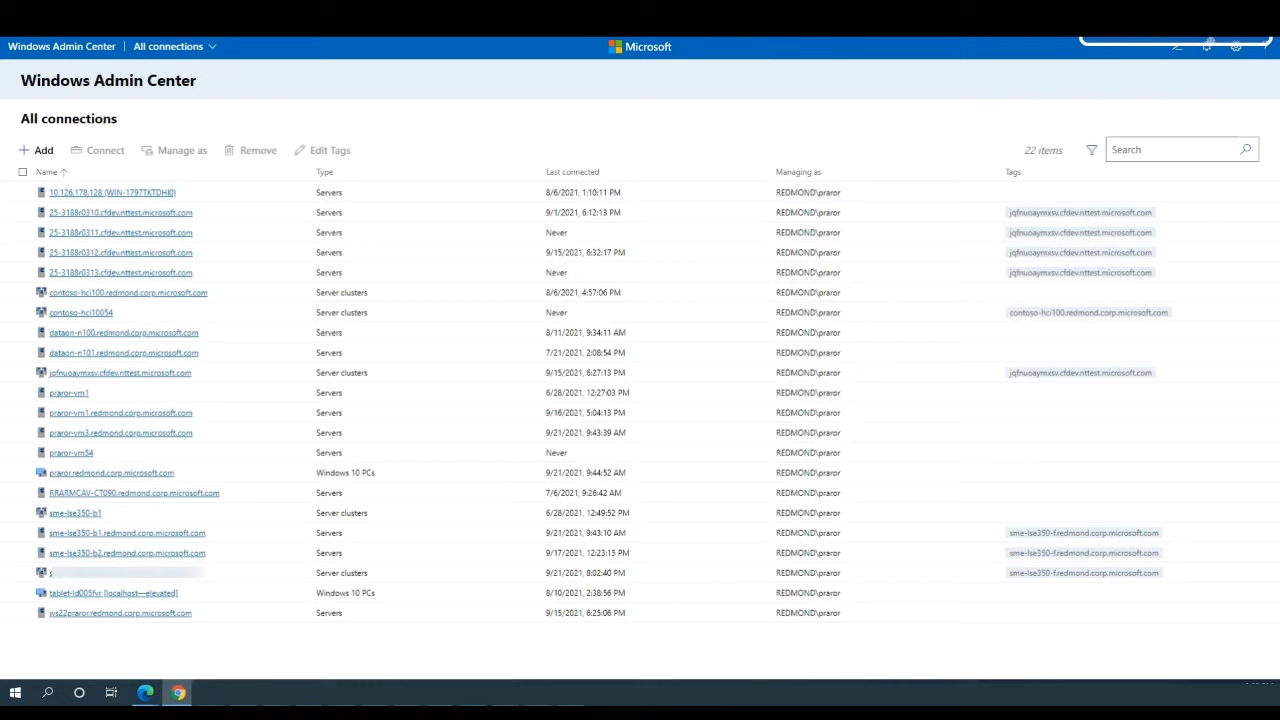 Windows Admin Center | All connections
Microsoft
Windows Admin Center
All connections
Add Connect Manage as Remove Edit Tags 22 items Search
Name Type Last connected Managing as Tags
10.126.178.128 Servers 8/6/2021, 1:10:11 PM REDMOND\praror
25-3188r0310.cfdev.nttest.microsoft.com Servers 9/1/2021, 6:12:13 PM REDMOND\praror jqfnuoaymxsv.cfdev.nttest.microsoft.com
25-3188r0311.cfdev.nttest.microsoft.com Servers Never REDMOND\praror jqfnuoaymxsv.cfdev.nttest.microsoft.com
25-3188r0312.cfdev.nttest.microsoft.com Servers 9/15/2021, 6:32:17 PM REDMOND\praror jqfnuoaymxsv.cfdev.nttest.microsoft.com
25-3188r0313.cfdev.nttest.microsoft.com Servers Never REDMOND\praror jqfnuoaymxsv.cfdev.nttest.microsoft.com
contoso-hci100.redmond.corp.microsoft.com Server clusters 8/6/2021, 4:57:06 PM REDMOND\praror
contoso-hci10054 Server clusters Never REDMOND\praror contoso-hci100.redmond.corp.microsoft.com
dataon-n100.redmond.corp.microsoft.com Servers 8/11/2021, 9:34:11 AM REDMOND\praror
dataon-n101.redmond.corp.microsoft.com Servers 7/21/2021, 2:08:54 PM REDMOND\praror
jqfnuoaymxsv.cfdev.nttest.microsoft.com Server clusters 9/15/2021, 6:27:13 PM REDMOND\praror jqfnuoaymxsv.cfdev.nttest.microsoft.com
praror-vm1 Servers 6/28/2021, 12:27:03 PM REDMOND\praror
praror-vm1.redmond.corp.microsoft.com Servers 9/16/2021, 5:04:13 PM REDMOND\praror
praror-vm3.redmond.corp.microsoft.com Servers 9/21/2021, 9:43:39 AM REDMOND\praror
praror-vm54 Servers Never REDMOND\praror
praror.redmond.corp.microsoft.com Windows 10 PCs 9/21/2021, 9:44:52 AM REDMOND\praror
RRARMCAV-CT090.redmond.corp.microsoft.com Servers 7/6/2021, 9:26:42 AM REDMOND\praror
sme-lse350-b1 Server clusters 6/28/2021, 12:49:52 PM REDMOND\praror
sme-lse350-b1.redmond.corp.microsoft.com Servers 9/21/2021, 9:43:10 AM REDMOND\praror sme-lse350-f.redmond.corp.microsoft.com
sme-lse350-b2.redmond.corp.microsoft.com Servers 9/17/2021, 12:23:15 PM REDMOND\praror sme-lse350-f.redmond.corp.microsoft.com
Server clusters 9/21/2021, 8:02:40 PM REDMOND\praror sme-lse350-f.redmond.corp.microsoft.com
tablet-ld005fvr [localhost—elevated] Windows 10 PCs 8/10/2021, 2:38:56 PM REDMOND\praror
ws22praror.redmond.corp.microsoft.com Servers 9/15/2021, 6:25:06 PM REDMOND\praror